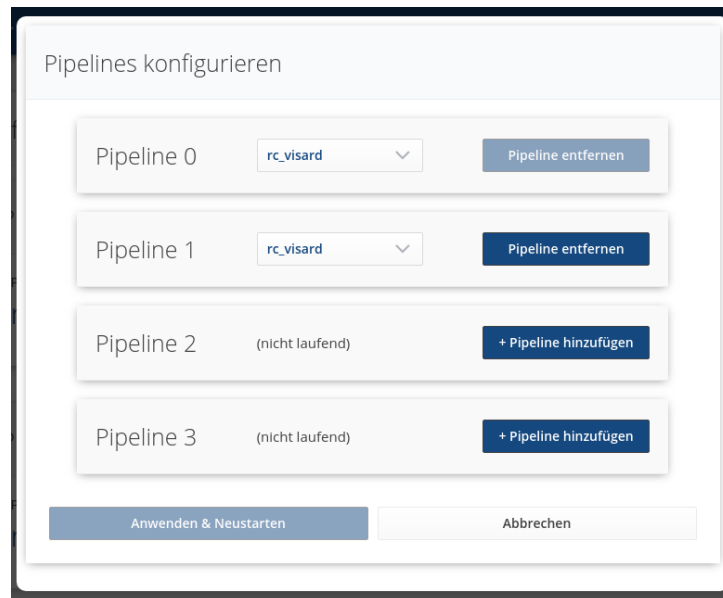 Pipelines konfigurieren
Pipeline 0 rc_visard Pipeline entfernen
Pipeline 1 rc_visard Pipeline entfernen
Pipeline 2 (nicht laufend) + Pipeline hinzufügen
Pipeline 3 (nicht laufend) + Pipeline hinzufügen
Anwenden & Neustarten Abbrechen